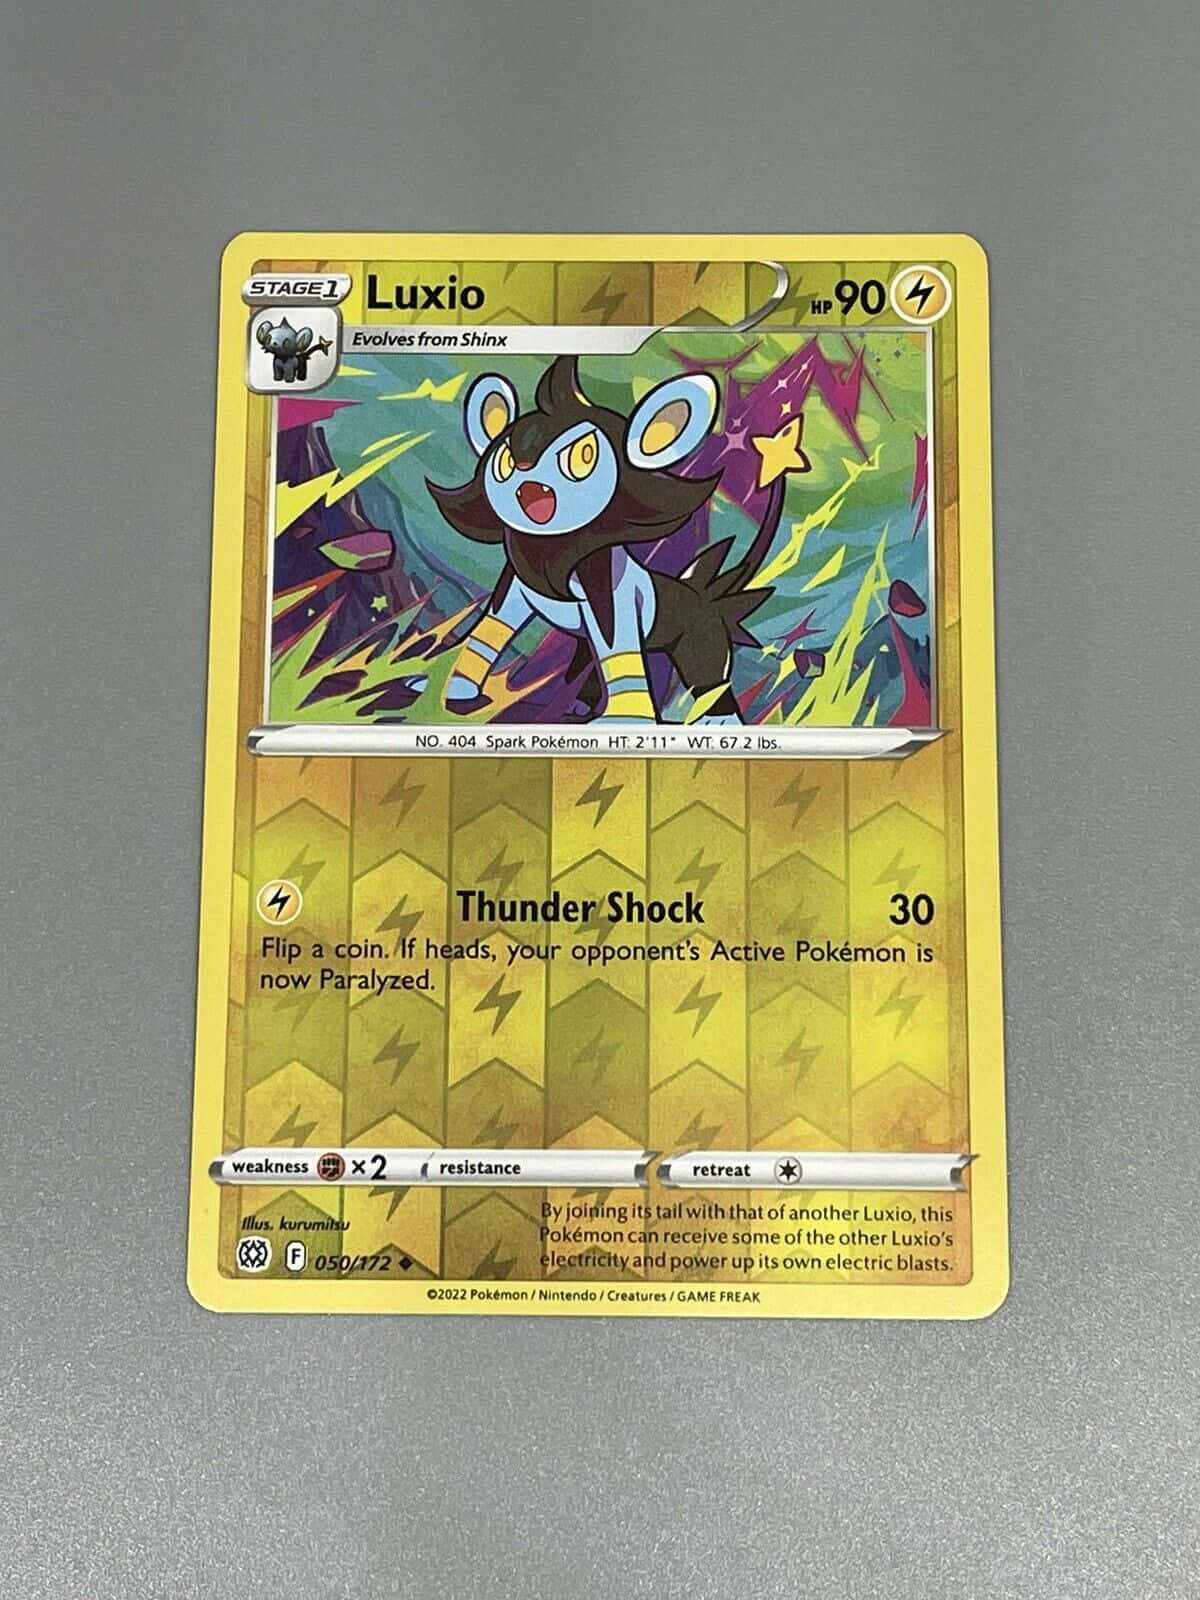 STAGE1 Luxio HP 90
Evolves from Shinx
NO. 404 Spark Pokémon HT: 2'11" WT: 67.2 lbs.
Thunder Shock 30
Flip a coin. If heads, your opponent's Active Pokémon is
now Paralyzed.
weakness ×2 resistance retreat
Illus. kurumitsu
F 050/172
By joining its tail with that of another Luxio, this
Pokémon can receive some of the other Luxio's
electricity and power up its own electric blasts.
©2022 Pokémon / Nintendo / Creatures / GAME FREAK